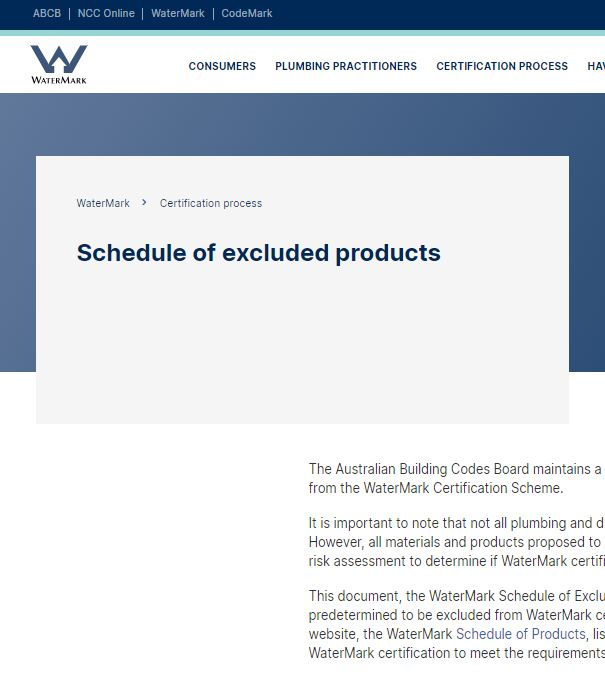 ABCB | NCC Online | WaterMark | CodeMark
W
WATERMARK
CONSUMERS PLUMBING PRACTITIONERS CERTIFICATION PROCESS HAV
WaterMark > Certification process
Schedule of excluded products
The Australian Building Codes Board maintains a
from the WaterMark Certification Scheme.
It is important to note that not all plumbing and d
However, all materials and products proposed to
risk assessment to determine if WaterMark certifi
This document, the WaterMark Schedule of Exclu
predetermined to be excluded from WaterMark ce
website, the WaterMark Schedule of Products, lis
WaterMark certification to meet the requirements